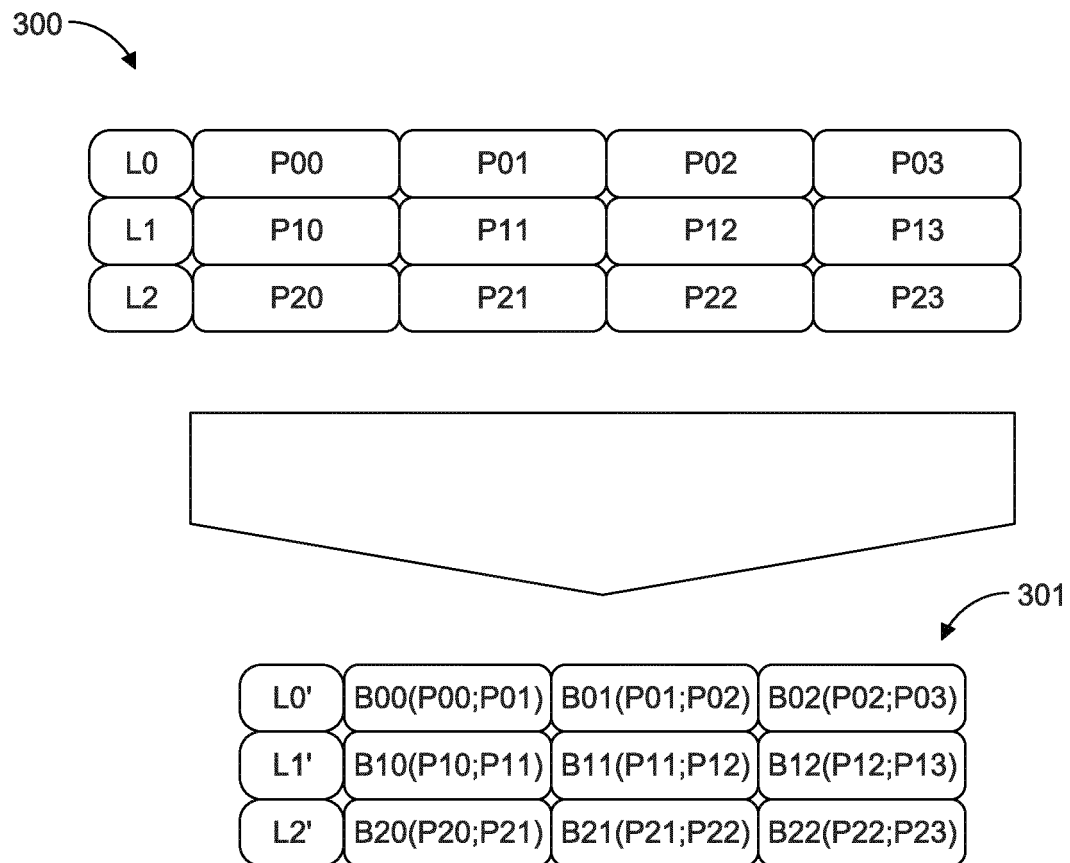 300
L0 P00 P01 P02 P03
L1 P10 P11 P12 P13
L2 P20 P21 P22 P23
301
L0' B00(P00;P01) B01(P01;P02) B02(P02;P03)
L1' B10(P10;P11) B11(P11;P12) B12(P12;P13)
L2' B20(P20;P21) B21(P21;P22) B22(P22;P23)